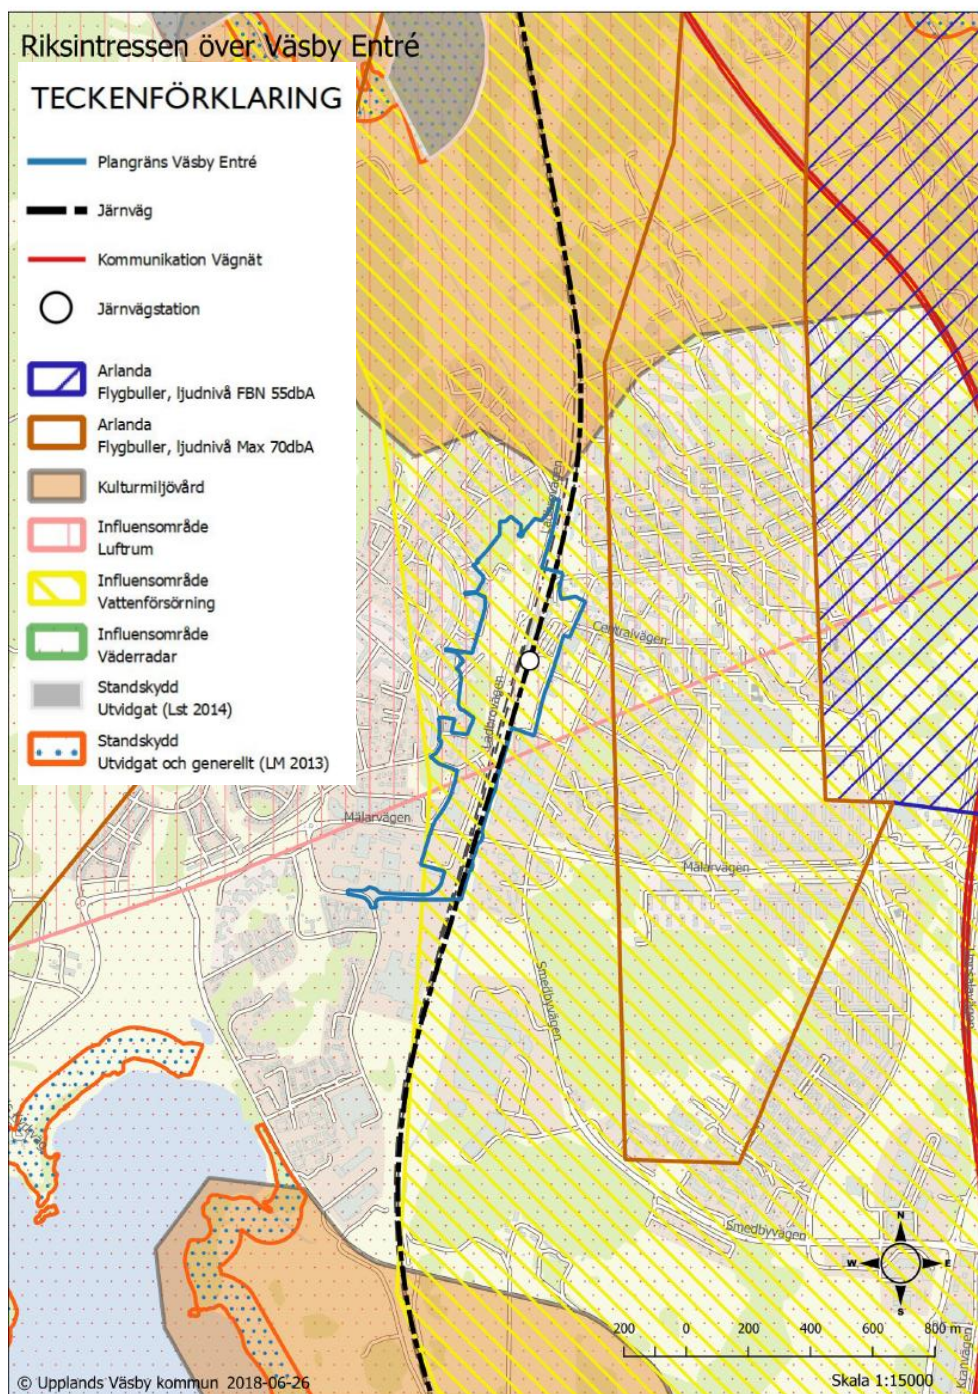 Riksintressen över Väsby Entré
TECKENFÖRKLARING
Plangräns Väsby Entré
Järnväg
Kommunikation Vägnät
Järnvägstation
Arlanda
Flygbuller, ljudnivå FBN 55dbA
Arlanda
Flygbuller, ljudnivå Max 70dbA
Kulturmiljövård
Influensområde
Luftrum
Influensområde
Vattenförsörning
Influensområde
Väderradar
Standskydd
Utvidgat (Lst 2014)
Standskydd
Utvidgat och generellt (LM 2013)
Centralvägen
Ladbrovägen
Mälarvägen
Mälarvägen
Smedbyvägen
Smedbyvägen
Kranvägen
N
W
E
S
200
0
200
400
600
800 m
© Upplands Väsby kommun 2018-06-26
Skala 1:15000